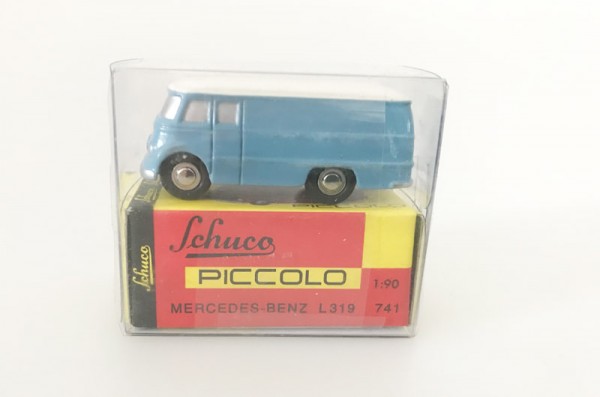 Schuco
Schuco
PICCOLO
1:90
MERCEDES-BENZ L319 741